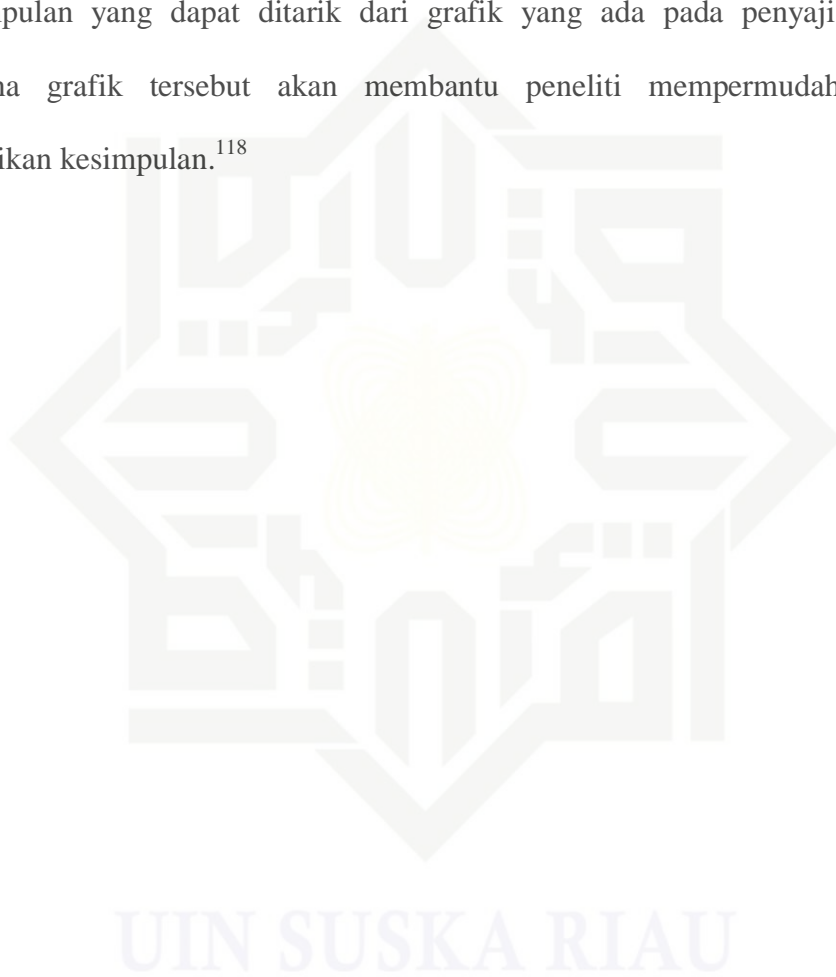 pulan yang dapat ditarik dari grafik yang ada pada penyaji
na grafik tersebut akan membantu peneliti mempermudah
ikan kesimpulan.118
UIN SUSKA RIAU